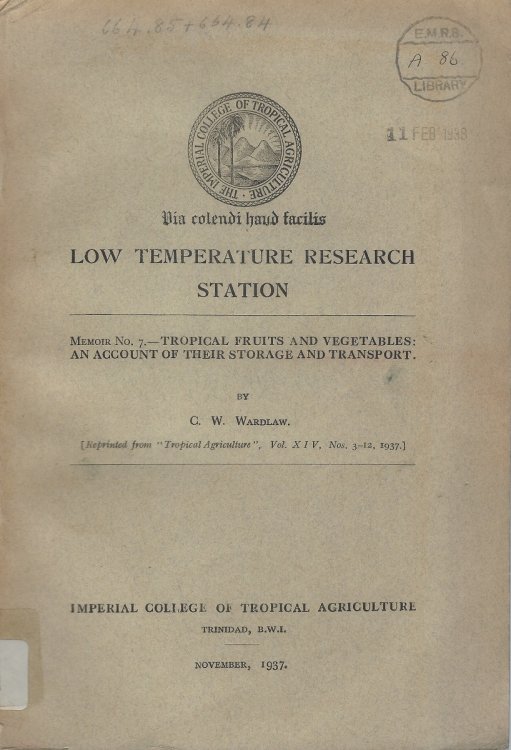 664.85+664.84
E.M.R.S.
A 86
LIBRARY
11 FEB 1938
THE IMPERIAL COLLEGE OF TROPICAL AGRICULTURE
Via colendi haud facilis
LOW TEMPERATURE RESEARCH
STATION
MEMOIR No. 7.—TROPICAL FRUITS AND VEGETABLES:
AN ACCOUNT OF THEIR STORAGE AND TRANSPORT.
BY
C. W. WARDLAW.
[Reprinted from "Tropical Agriculture", Vol. XIV, Nos. 3-12, 1937.]
IMPERIAL COLLEGE OF TROPICAL AGRICULTURE
TRINIDAD, B.W.I.
NOVEMBER, 1937.